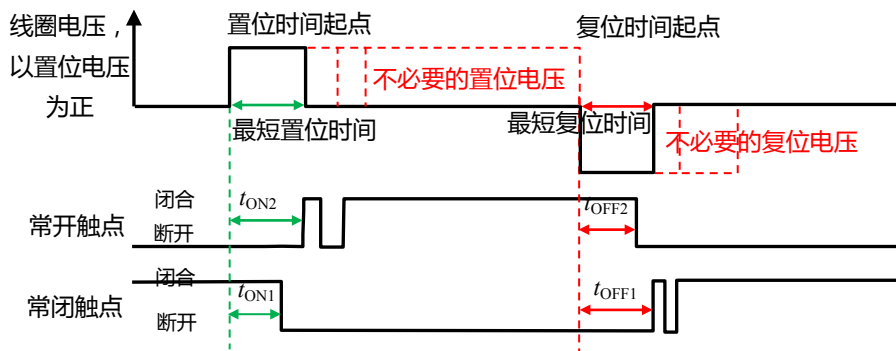 线圈电压，
以置位电压
为正
置位时间起点
复位时间起点
不必要的置位电压
最短置位时间
最短复位时间
不必要的复位电压
常开触点
闭合
断开
tON2
tOFF2
常闭触点
闭合
断开
tON1
tOFF1